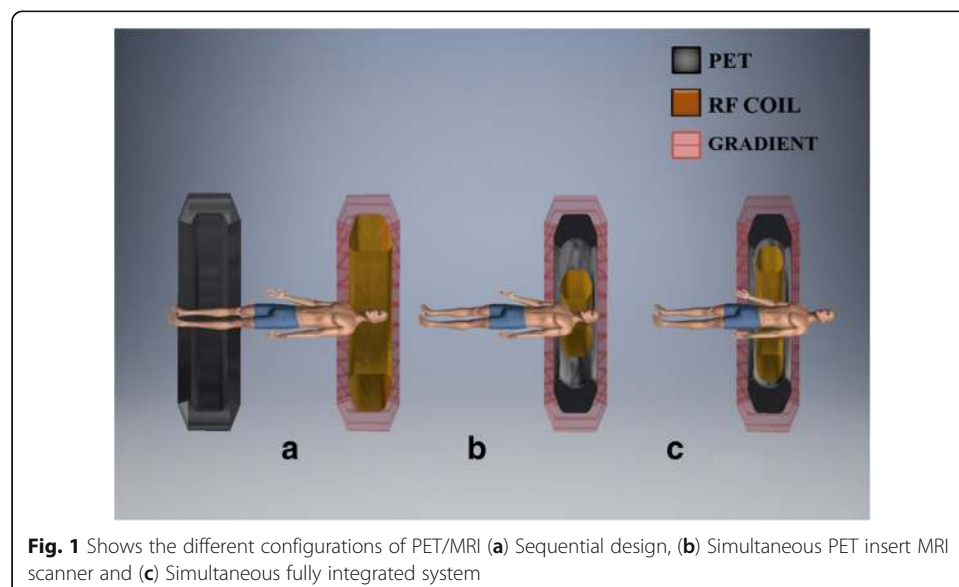 PET
RF COIL
GRADIENT
a
b
c
Fig. 1 Shows the different configurations of PET/MRI (a) Sequential design, (b) Simultaneous PET insert MRI
scanner and (c) Simultaneous fully integrated system